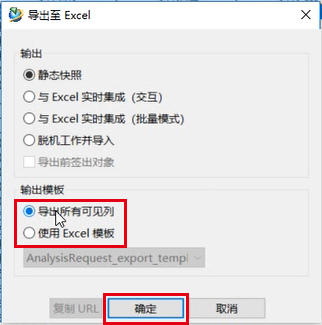 导出至 Excel
输出
静态快照
与 Excel 实时集成（交互）
与 Excel 实时集成（批量模式）
脱机工作并导入
导出前签出对象
输出模板
导出所有可见列
使用 Excel 模板
AnalysisRequest_export_templ
复制 URL
确定
取消